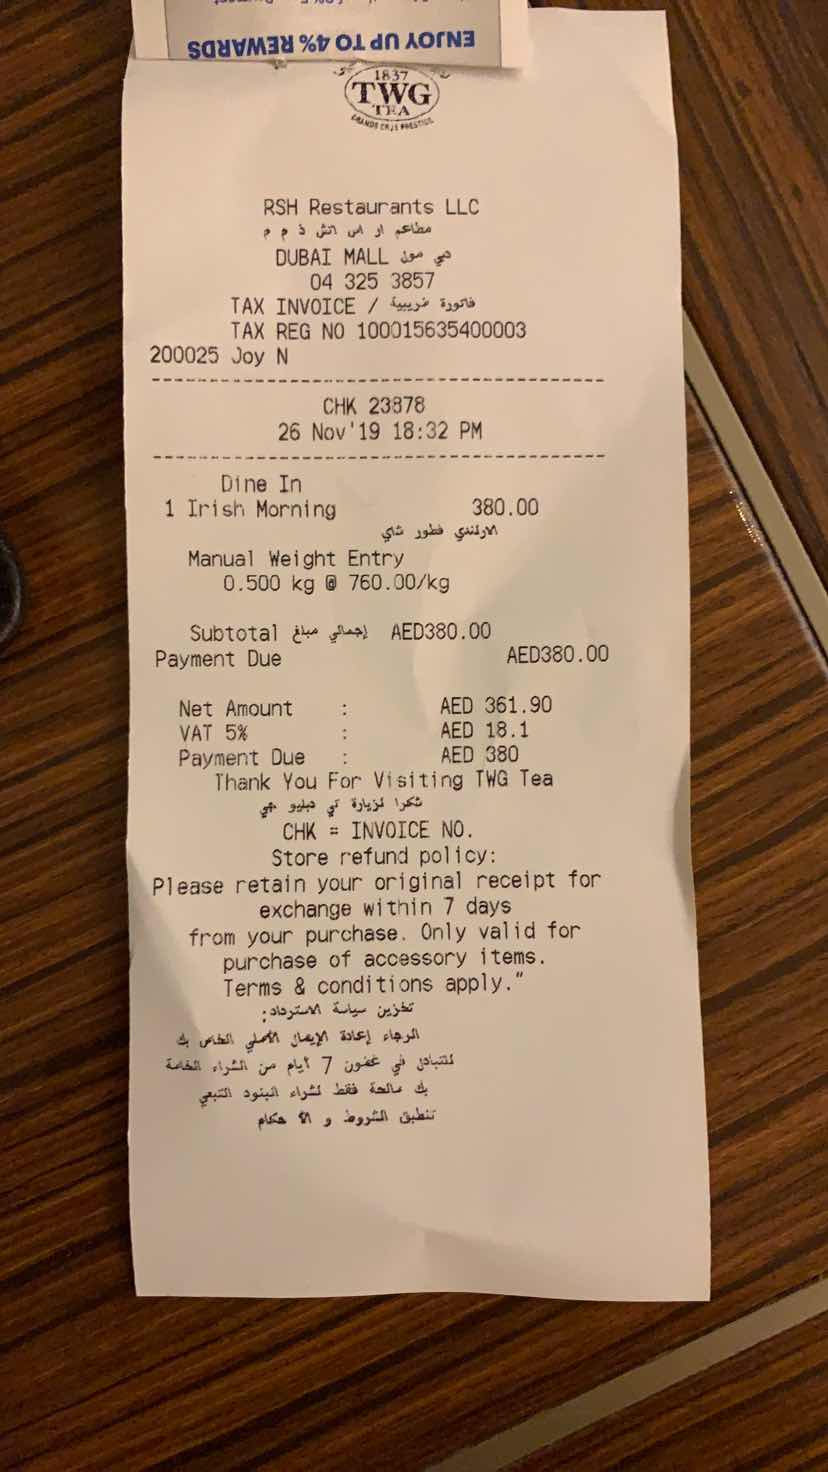 ENJOY UP TO 4% REWARDS
1837
TWG
TEA
RSH Restaurants LLC
مطاعم ار اس اتش ذ م م
DUBAI MALL دبي مول
04 325 3857
TAX INVOICE / فاتورة ضريبية
TAX REG NO 100015635400003
200025 Joy N
CHK 23878
26 Nov'19 18:32 PM
Dine In
1 Irish Morning 380.00
الارلندي فطور شاي
Manual Weight Entry
0.500 kg @ 760.00/kg
Subtotal إجمالي مبلغ AED380.00
Payment Due AED380.00
Net Amount : AED 361.90
VAT 5% : AED 18.1
Payment Due : AED 380
Thank You For Visiting TWG Tea
شكرا لزيارة تي دبليو جي
CHK = INVOICE NO.
Store refund policy:
Please retain your original receipt for
exchange within 7 days
from your purchase. Only valid for
purchase of accessory items.
Terms & conditions apply."
تخزين سياسة الاسترداد:
الرجاء إعادة الإيصال الأصلي الخاص بك
للتبادل في غضون 7 أيام من الشراء الخاصة
بك صالحة فقط لشراء البنود التبعي
تنطبق الشروط و الأ حكام